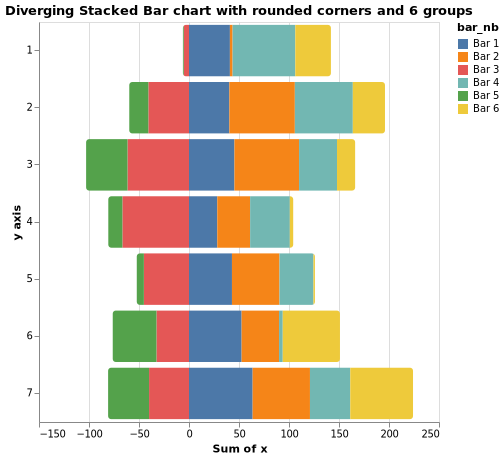 Diverging Stacked Bar chart with rounded corners and 6 groups
bar_nb
Bar 1
Bar 2
Bar 3
Bar 4
Bar 5
Bar 6
y axis
1
2
3
4
5
6
7
−150 −100 −50 0 50 100 150 200 250
Sum of x